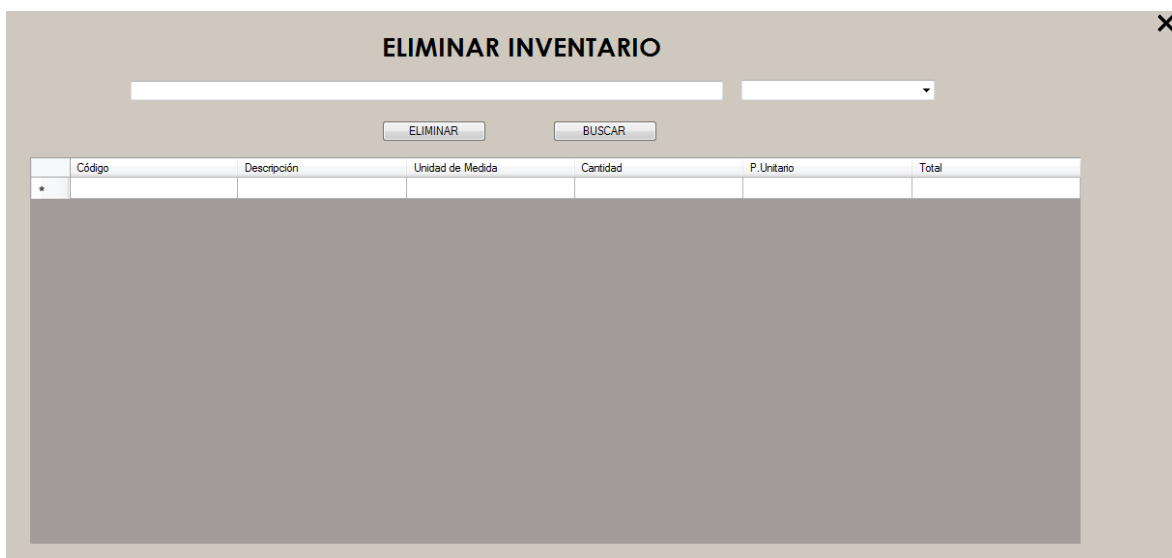 ELIMINAR INVENTARIO
ELIMINAR BUSCAR
Código Descripción Unidad de Medida Cantidad P.Unitario Total
*